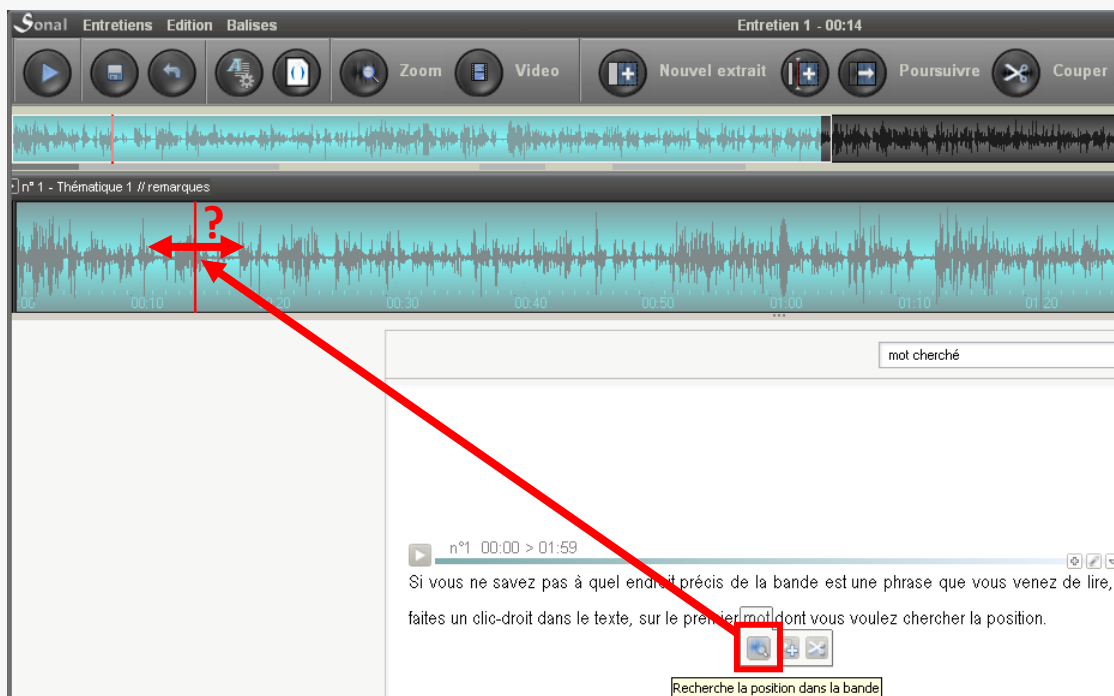 Sonal Entretiens Edition Balises Entretien 1 - 00:14
Zoom Video Nouvel extrait Poursuivre Couper
n° 1 - Thématique 1 // remarques
?
:00 00:10 00:20 00:30 00:40 00:50 01:00 01:10 01:20
mot cherché
n°1 00:00 > 01:59
Si vous ne savez pas à quel endroit précis de la bande est une phrase que vous venez de lire,
faites un clic-droit dans le texte, sur le premier mot dont vous voulez chercher la position.
Recherche la position dans la bande